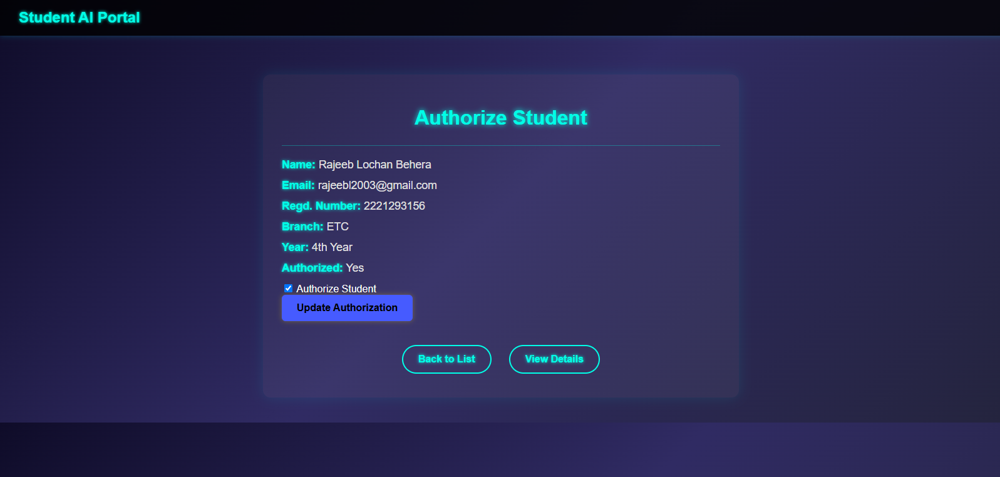 Student AI Portal
Authorize Student
Name: Rajeeb Lochan Behera
Email: rajeebl2003@gmail.com
Regd. Number: 2221293156
Branch: ETC
Year: 4th Year
Authorized: Yes
Authorize Student
Update Authorization
Back to List View Details